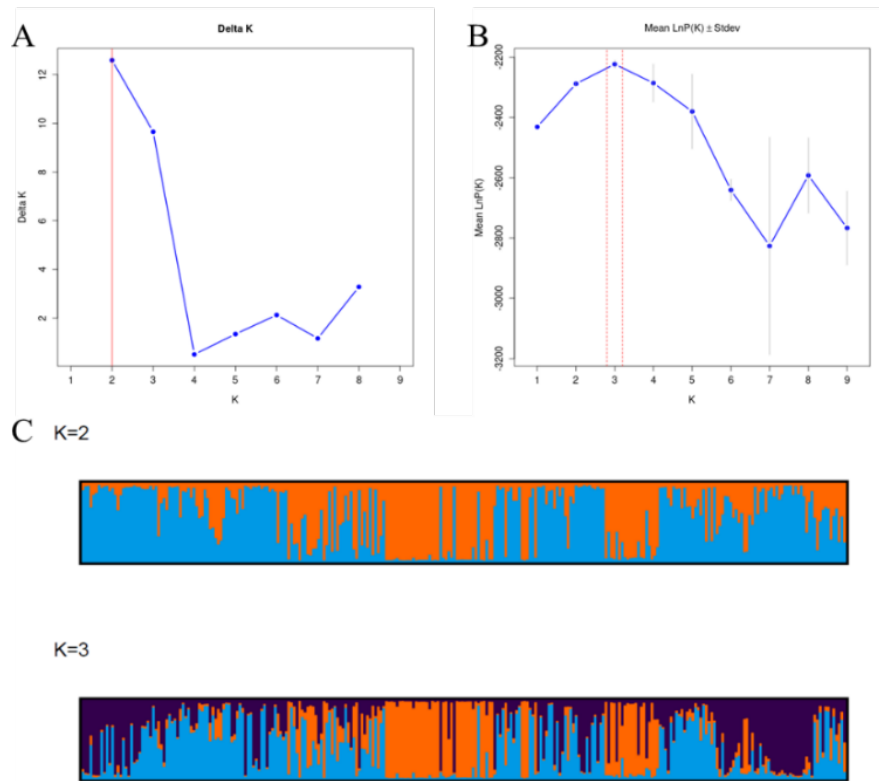 A
Delta K
Delta K
12
10
8
6
4
2
1 2 3 4 5 6 7 8 9
K
B
Mean LnP(K) ± Stdev
Mean LnP(K)
-2200
-2400
-2600
-2800
-3000
-3200
1 2 3 4 5 6 7 8 9
K
C
K=2
K=3